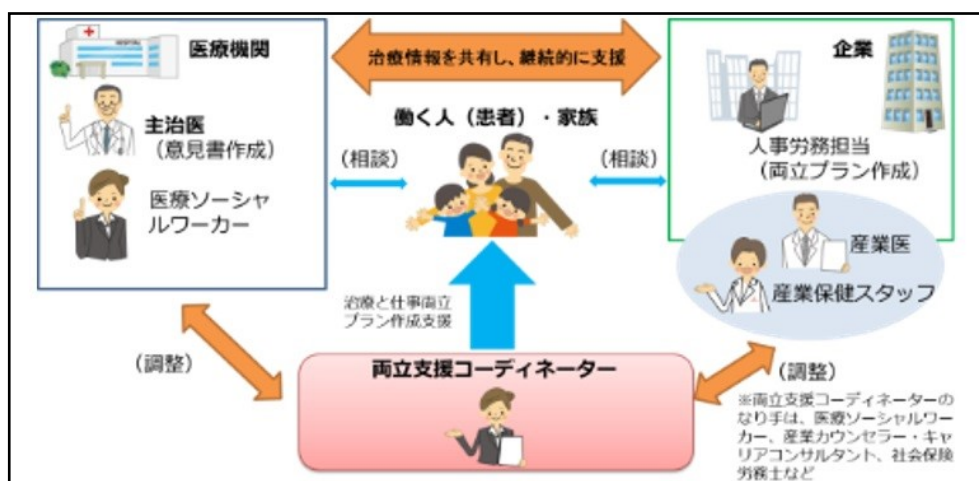 医療機関
主治医
（意見書作成）
医療ソーシャ
ルワーカー
治療情報を共有し、継続的に支援
働く人（患者）・家族
（相談）
（相談）
企業
人事労務担当
（両立プラン作成）
産業医
産業保健スタッフ
治療と仕事両立
プラン作成支援
（調整）
両立支援コーディネーター
（調整）
※両立支援コーディネーターの
なり手は、医療ソーシャルワー
カー、産業カウンセラー・キャ
リアコンサルタント、社会保険
労務士など